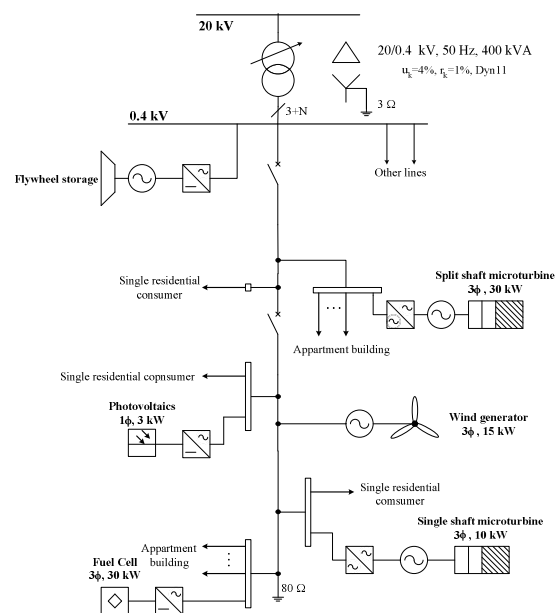 20 kV
20/0.4 kV, 50 Hz, 400 kVA
uk=4%, rk=1%, Dyn11
3 Ω
3+N
0.4 kV
Flywheel storage
Other lines
Single residential
consumer
Split shaft microturbine
3ϕ , 30 kW
Appartment building
Single residential copnsumer
Photovoltaics
1ϕ, 3 kW
Wind generator
3ϕ , 15 kW
Single residential
comsumer
Single shaft microturbine
3ϕ , 10 kW
Appartment
building
Fuel Cell
3ϕ, 30 kW
80 Ω